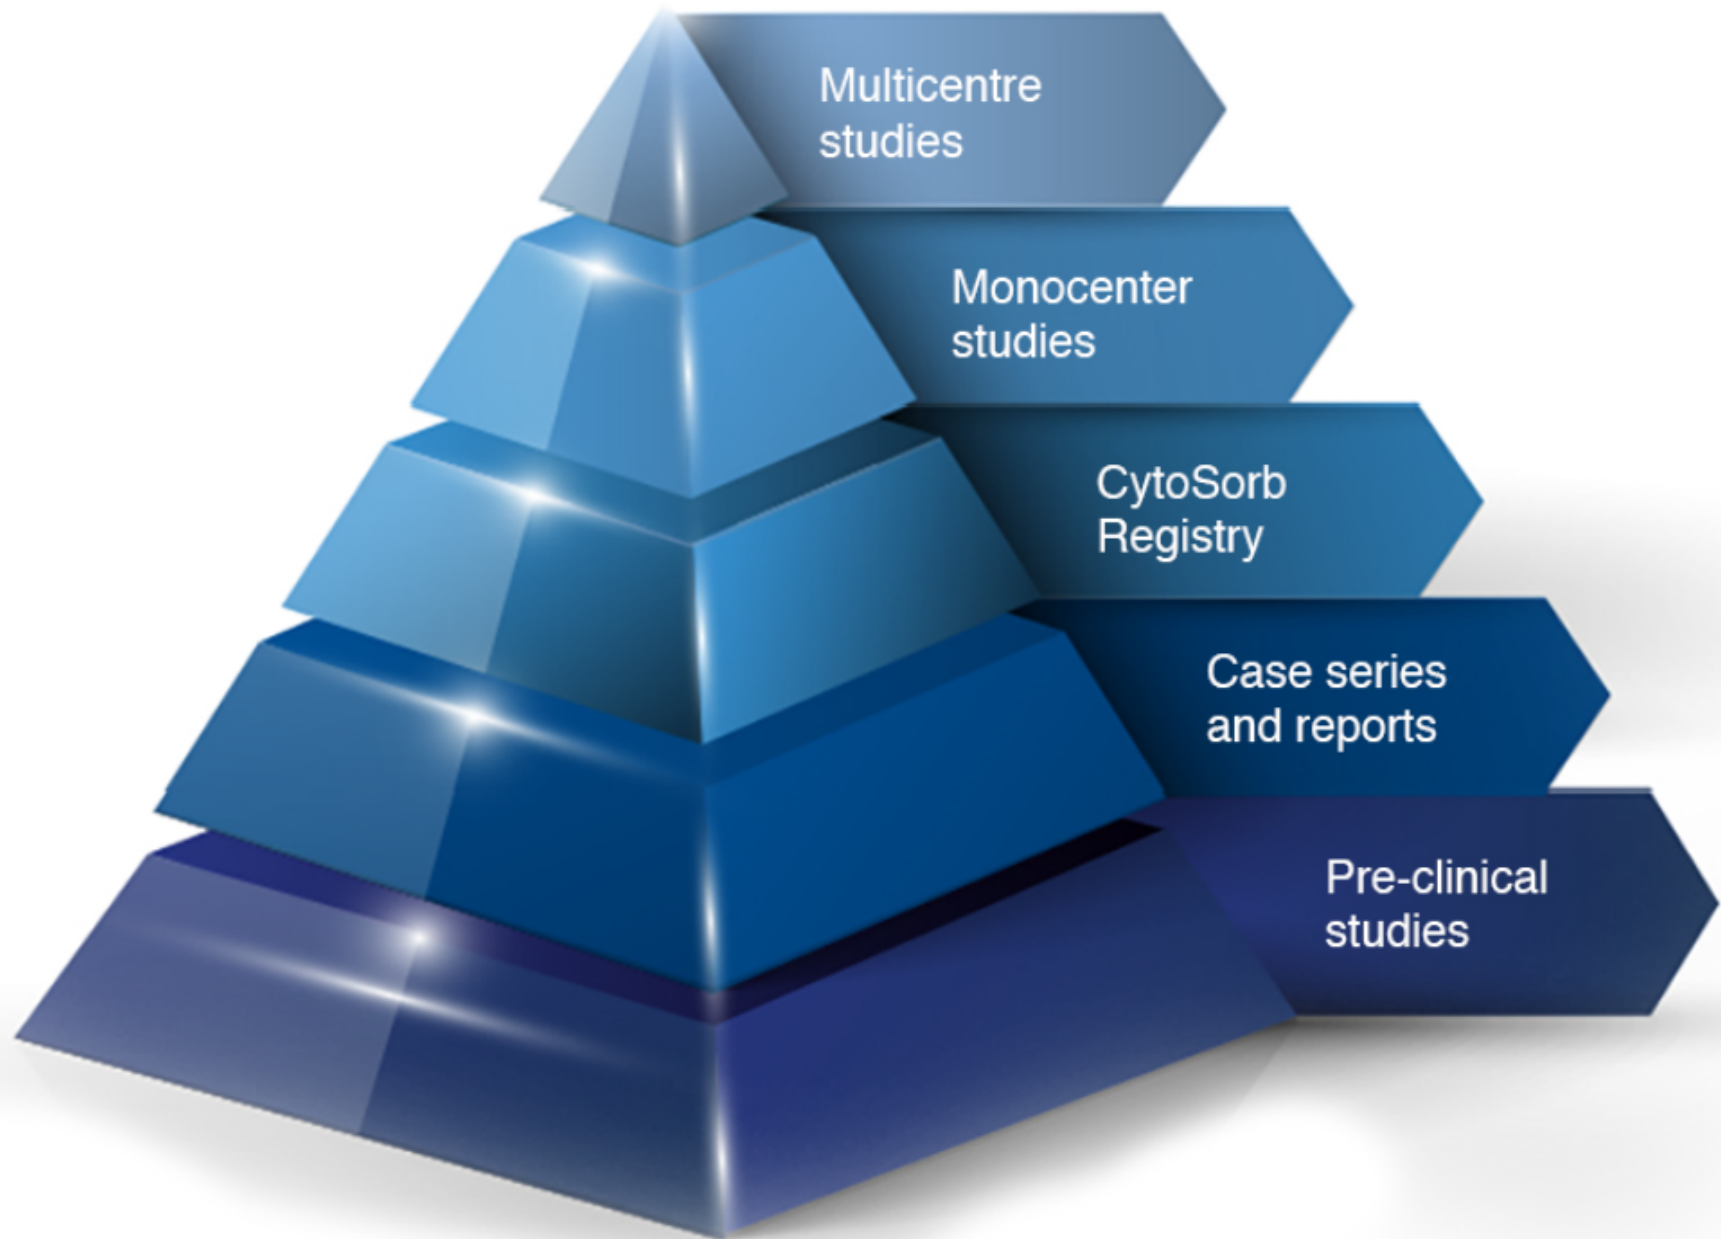 Multicentre
studies
Monocenter
studies
CytoSorb
Registry
Case series
and reports
Pre-clinical
studies